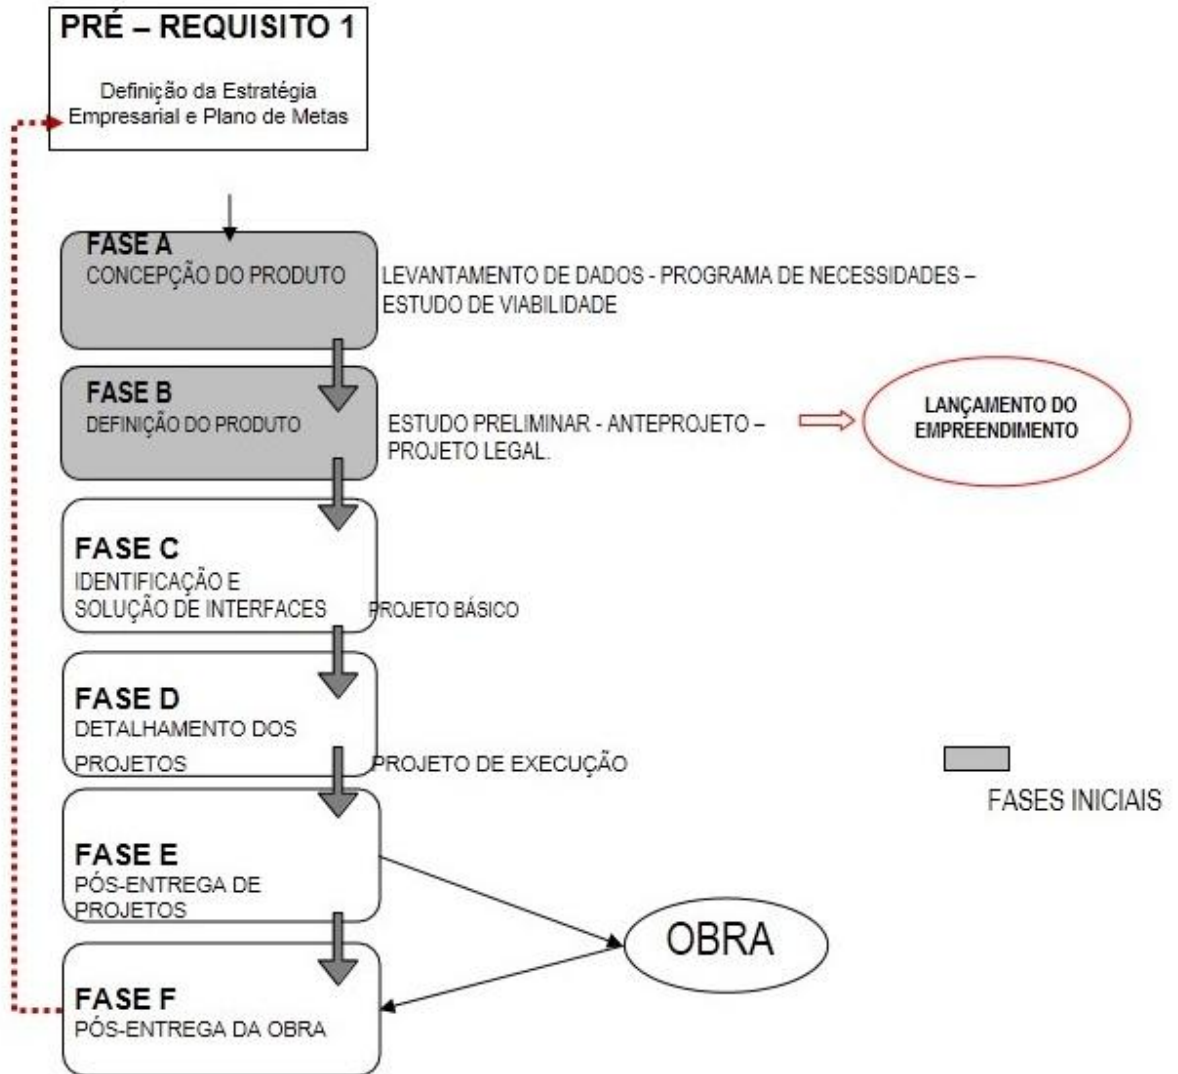 PRÉ – REQUISITO 1
Definição da Estratégia
Empresarial e Plano de Metas
FASE A
CONCEPÇÃO DO PRODUTO
LEVANTAMENTO DE DADOS - PROGRAMA DE NECESSIDADES –
ESTUDO DE VIABILIDADE
FASE B
DEFINIÇÃO DO PRODUTO
ESTUDO PRELIMINAR - ANTEPROJETO –
PROJETO LEGAL.
LANÇAMENTO DO
EMPREENDIMENTO
FASE C
IDENTIFICAÇÃO E
SOLUÇÃO DE INTERFACES
PROJETO BÁSICO
FASE D
DETALHAMENTO DOS
PROJETOS
PROJETO DE EXECUÇÃO
FASES INICIAIS
FASE E
PÓS-ENTREGA DE
PROJETOS
OBRA
FASE F
PÓS-ENTREGA DA OBRA